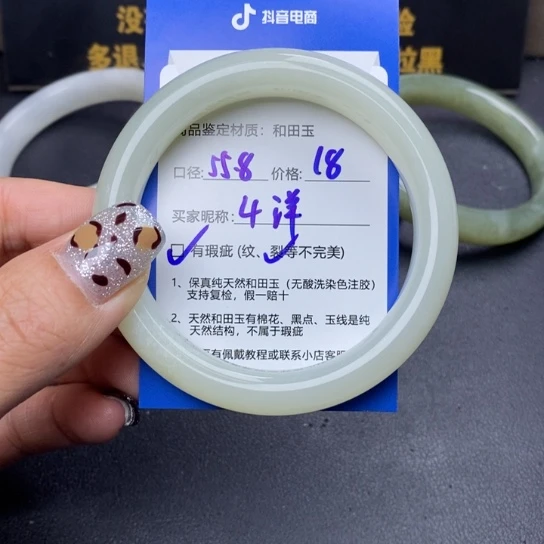 抖音电商
没
多退
检
拉黑
品鉴定材质：和田玉
口径: 558 价格: 18
买家昵称: 4洋
有瑕疵 (纹、裂等不完美)
1、保真纯天然和田玉（无酸洗染色注胶）
支持复检，假一赔十
2、天然和田玉有棉花、黑点、玉线是纯
天然结构，不属于瑕疵
有佩戴教程或联系小店客服